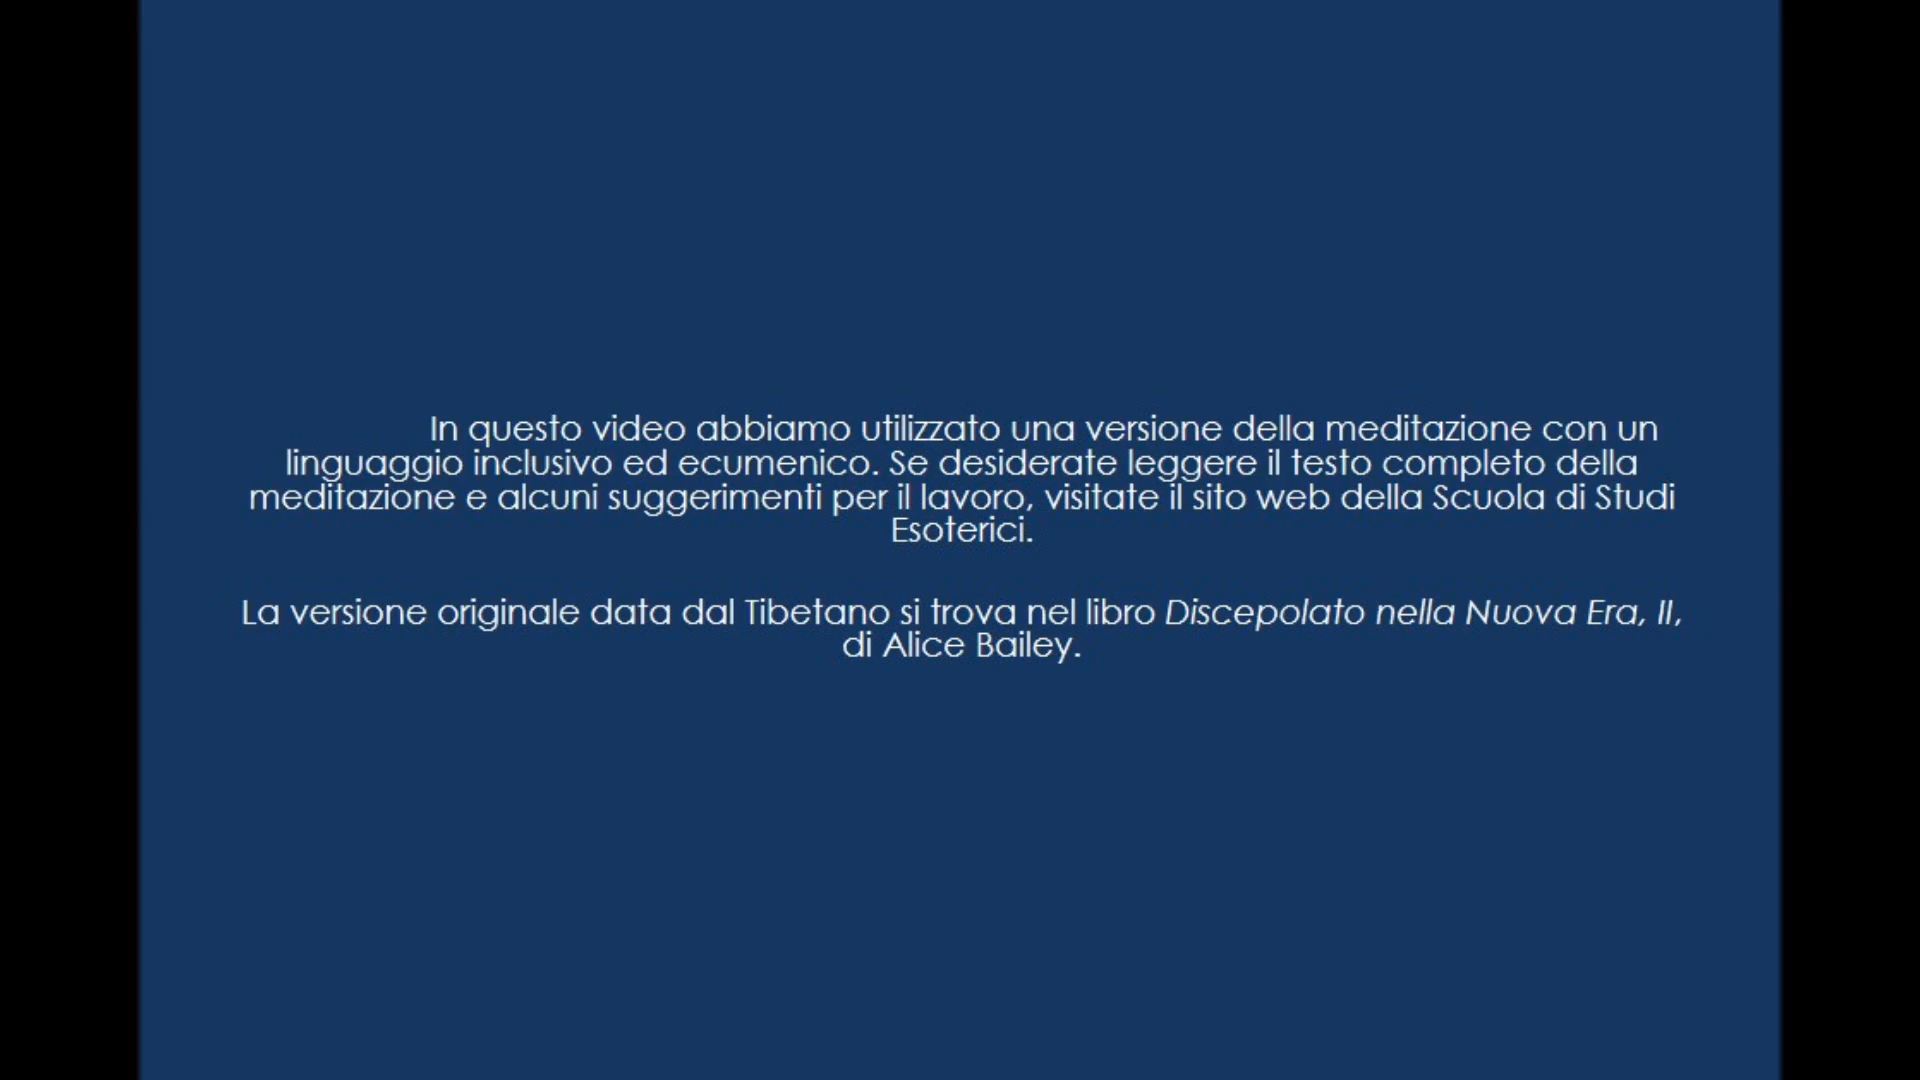 In questo video abbiamo utilizzato una versione della meditazione con un
linguaggio inclusivo ed ecumenico. Se desiderate leggere il testo completo della
meditazione e alcuni suggerimenti per il lavoro, visitate il sito web della Scuola di Studi
Esoterici.
La versione originale data dal Tibetano si trova nel libro Discepolato nella Nuova Era, II,
di Alice Bailey.